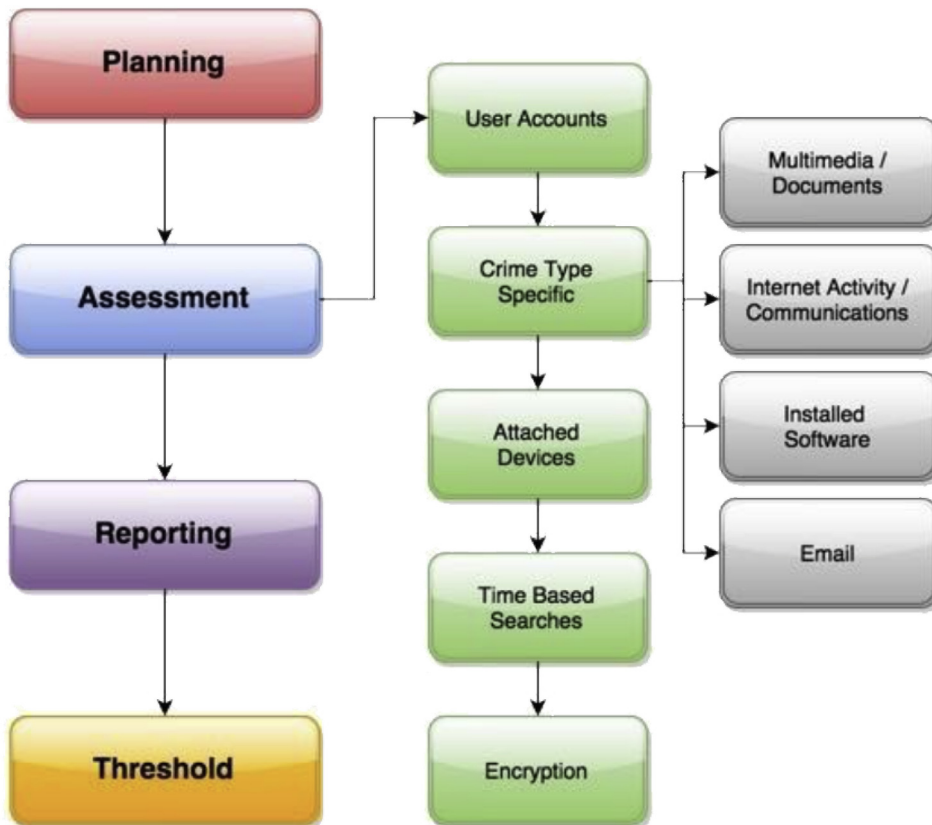 Planning
Assessment
Reporting
Threshold
User Accounts
Crime Type
Specific
Attached
Devices
Time Based
Searches
Encryption
Multimedia /
Documents
Internet Activity /
Communications
Installed
Software
Email